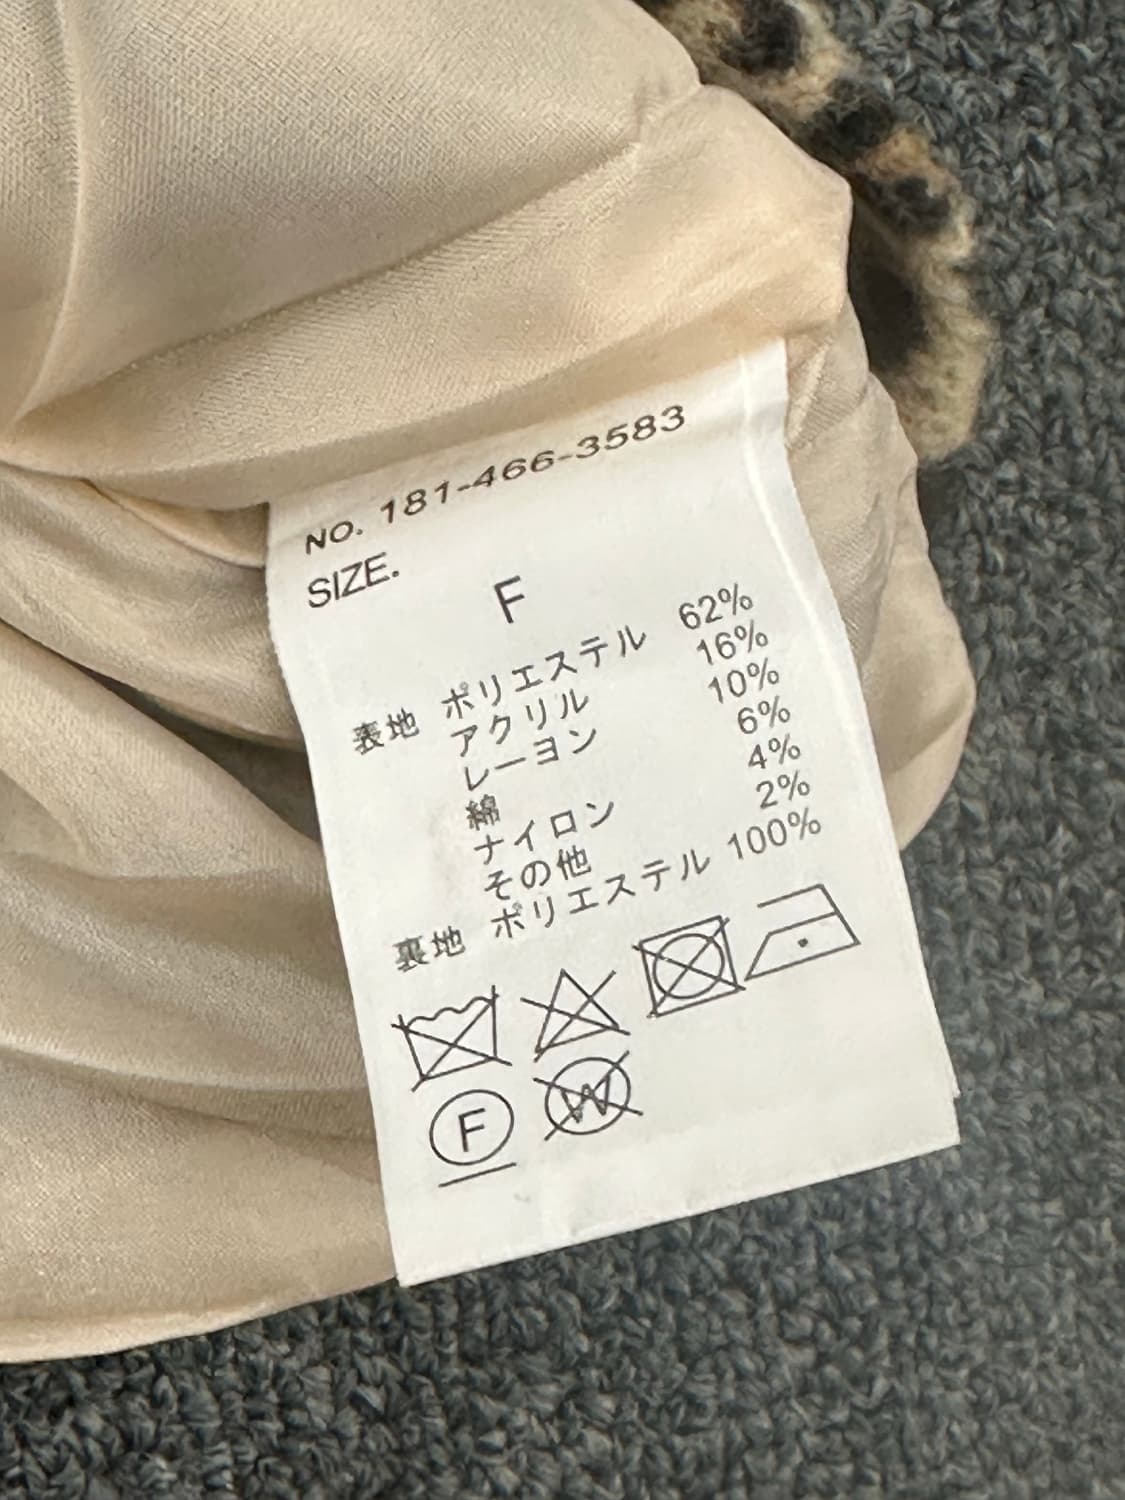 NO. 181-466-3583
SIZE.
F
表地 ポリエステル 62%
アクリル 16%
レーヨン 10%
綿 6%
ナイロン 4%
その他 2%
裏地 ポリエステル 100%
F W